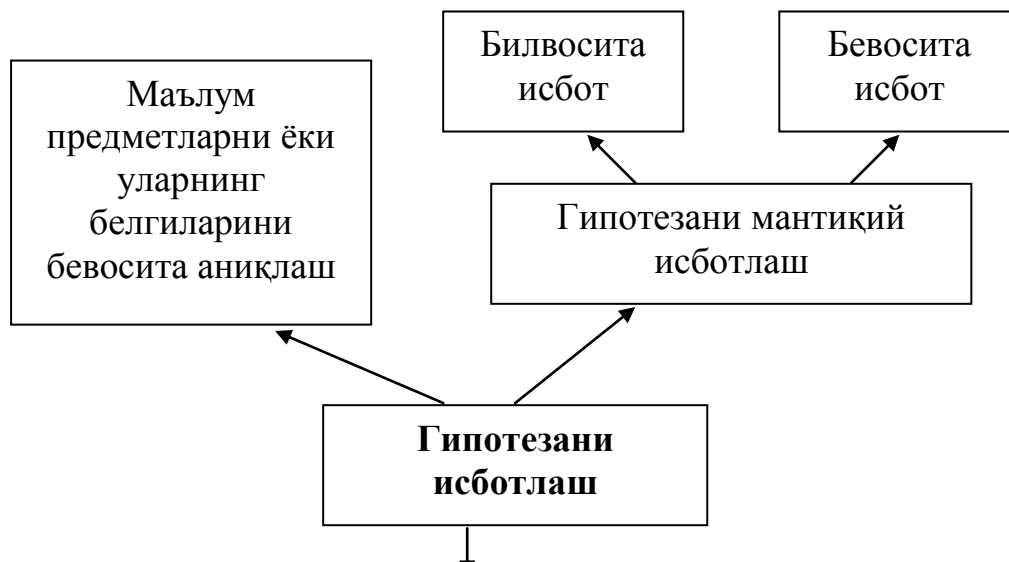 Билвосита
исбот
Бевосита
исбот
Маълум
предметларни ёки
уларнинг
белгиларини
бевосита аниқлаш
Гипотезани мантиқий
исботлаш
Гипотезани
исботлаш